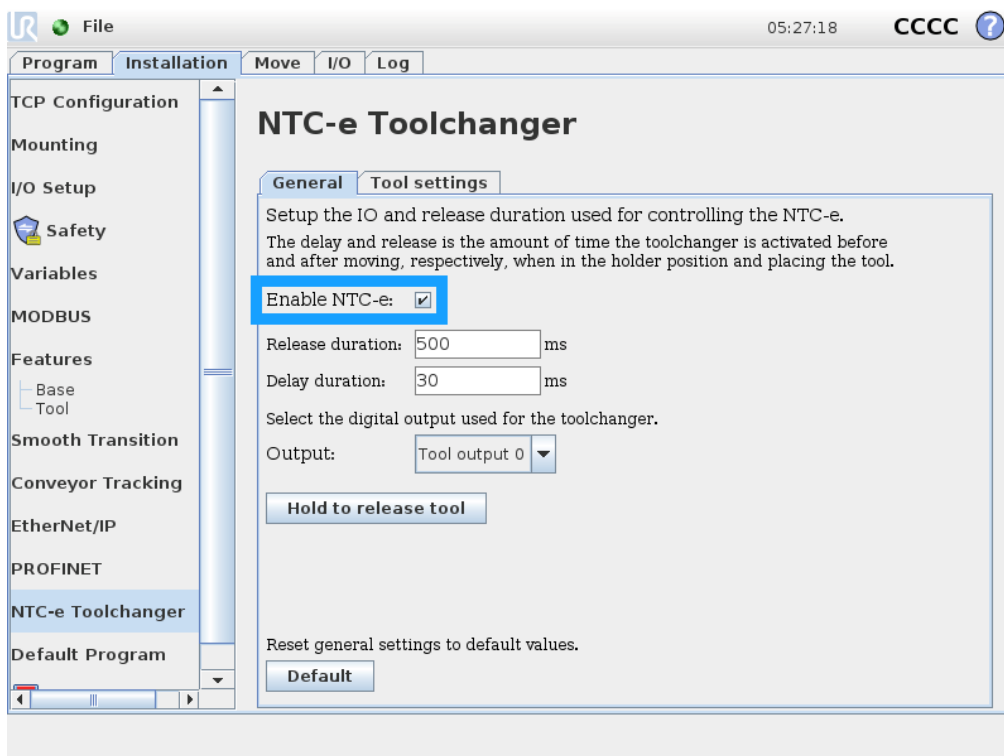 UR File 05:27:18 CCCC ?
Program Installation Move I/O Log
TCP Configuration
Mounting
I/O Setup
Safety
Variables
MODBUS
Features
Base
Tool
Smooth Transition
Conveyor Tracking
EtherNet/IP
PROFINET
NTC-e Toolchanger
Default Program
NTC-e Toolchanger
General Tool settings
Setup the IO and release duration used for controlling the NTC-e.
The delay and release is the amount of time the toolchanger is activated before
and after moving, respectively, when in the holder position and placing the tool.
Enable NTC-e:
Release duration: 500 ms
Delay duration: 30 ms
Select the digital output used for the toolchanger.
Output: Tool output 0
Hold to release tool
Reset general settings to default values.
Default